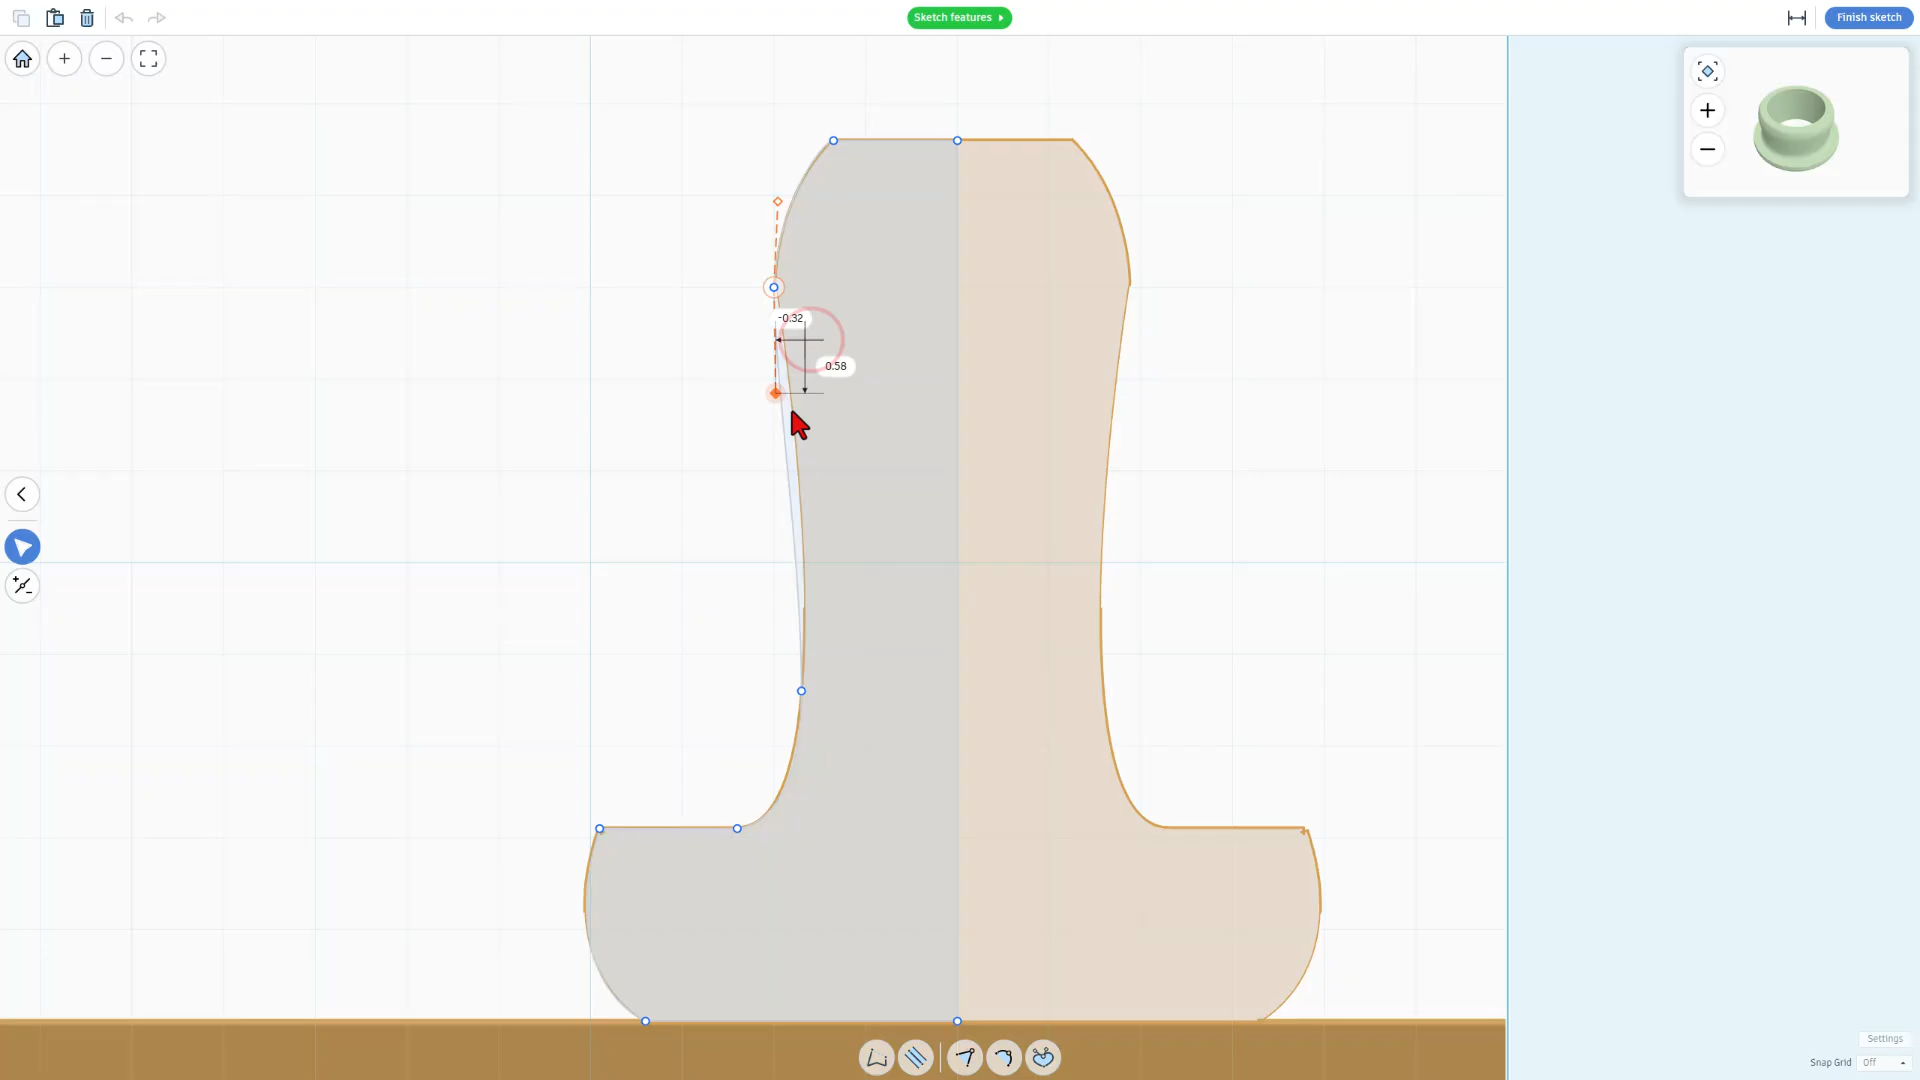 Sketch features
Finish sketch
-0.32
0.58
Settings
Snap Grid Off